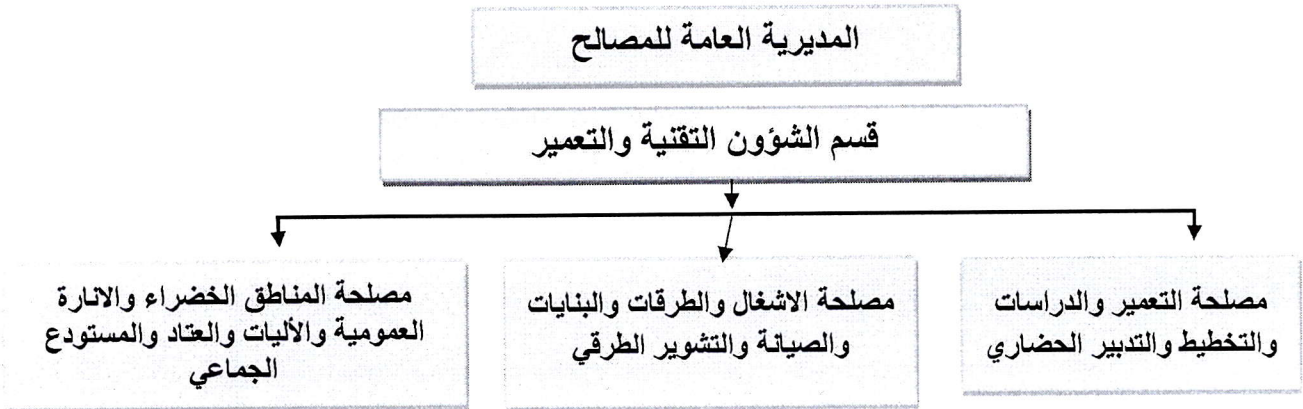 المديرية العامة للمصالح
قسم الشؤون التقنية والتعمير
مصلحة التعمير والدراسات
والتخطيط والتدبير الحضاري
مصلحة الاشغال والطرقات والبنايات
والصيانة والتشوير الطرقي
مصلحة المناطق الخضراء والانارة
العمومية والأليات والعتاد والمستودع
الجماعي